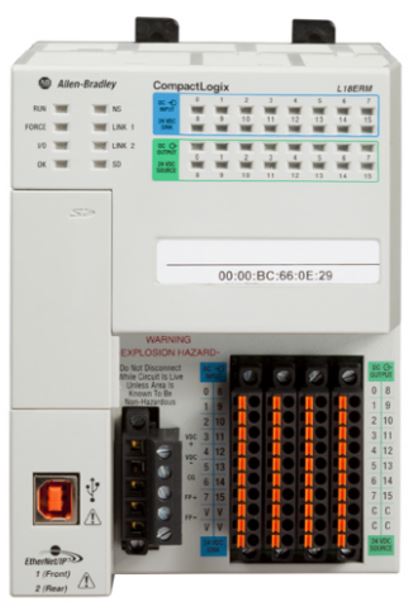 AB Allen-Bradley
CompactLogix
L18ERM
RUN NS
FORCE LINK 1
I/O LINK 2
OK SD
DC INPUT
24 VDC SINK
0 1 2 3 4 5 6 7
8 9 10 11 12 13 14 15
DC OUTPUT
24 VDC SOURCE
0 1 2 3 4 5 6 7
8 9 10 11 12 13 14 15
00:00:BC:66:0E:29
WARNING
EXPLOSION HAZARD-
Do Not Disconnect
While Circuit Is Live
Unless Area Is
Known To Be
Non-Hazardous
VDC +
VDC -
CG
FP+
FP-
DC INPUT
0 8
1 9
2 10
3 11
4 12
5 13
6 14
7 15
V V
V V
24 VDC SINK
DC OUTPUT
0 8
1 9
2 10
3 11
4 12
5 13
6 14
7 15
C C
C C
24 VDC SOURCE
EtherNet/IP
1 (Front)
2 (Rear)